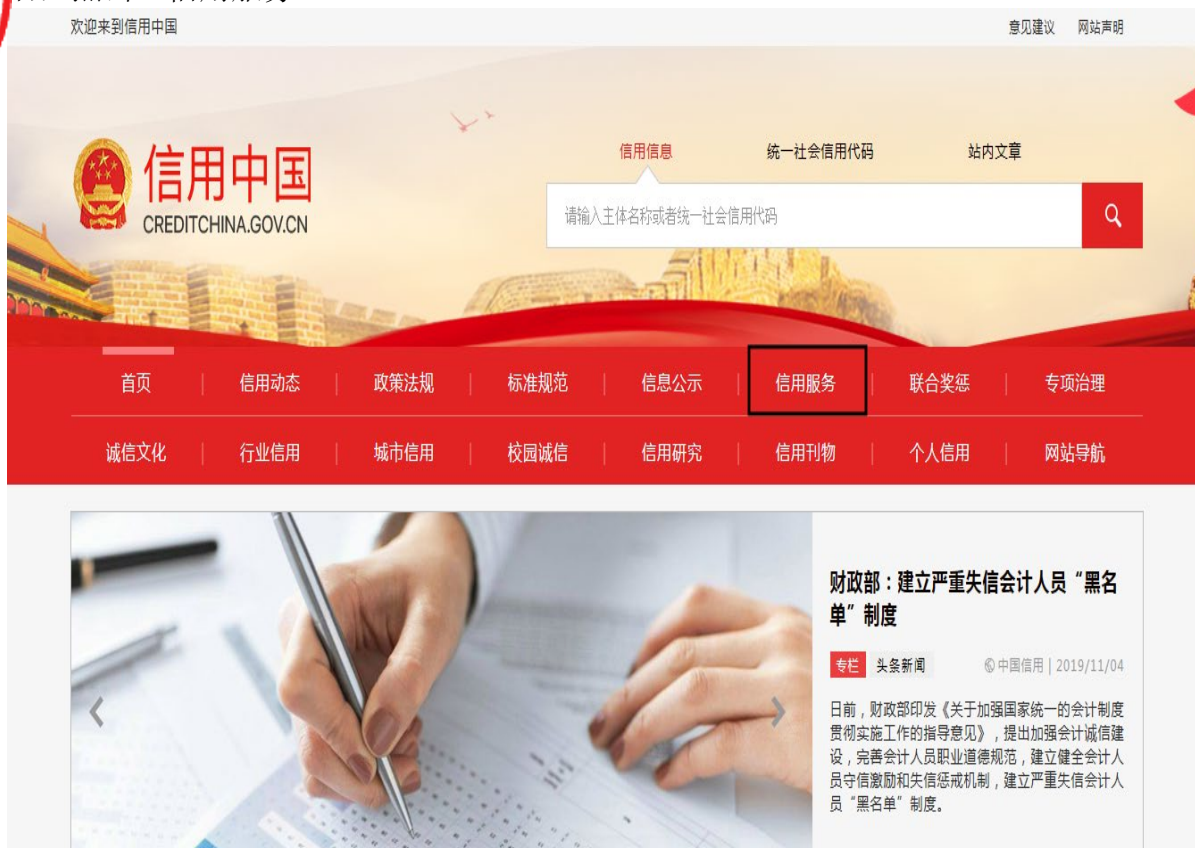 欢迎来到信用中国
意见建议 网站声明
信用信息 统一社会信用代码 站内文章
信用中国
CREDITCHINA.GOV.CN
请输入主体名称或者统一社会信用代码
首页 信用动态 政策法规 标准规范 信息公示 信用服务 联合奖惩 专项治理
诚信文化 行业信用 城市信用 校园诚信 信用研究 信用刊物 个人信用 网站导航
财政部：建立严重失信会计人员“黑名
单”制度
专栏 头条新闻 中国信用 | 2019/11/04
日前，财政部印发《关于加强国家统一的会计制度
贯彻实施工作的指导意见》，提出加强会计诚信建
设，完善会计人员职业道德规范，建立健全会计人
员守信激励和失信惩戒机制，建立严重失信会计人
员“黑名单”制度。